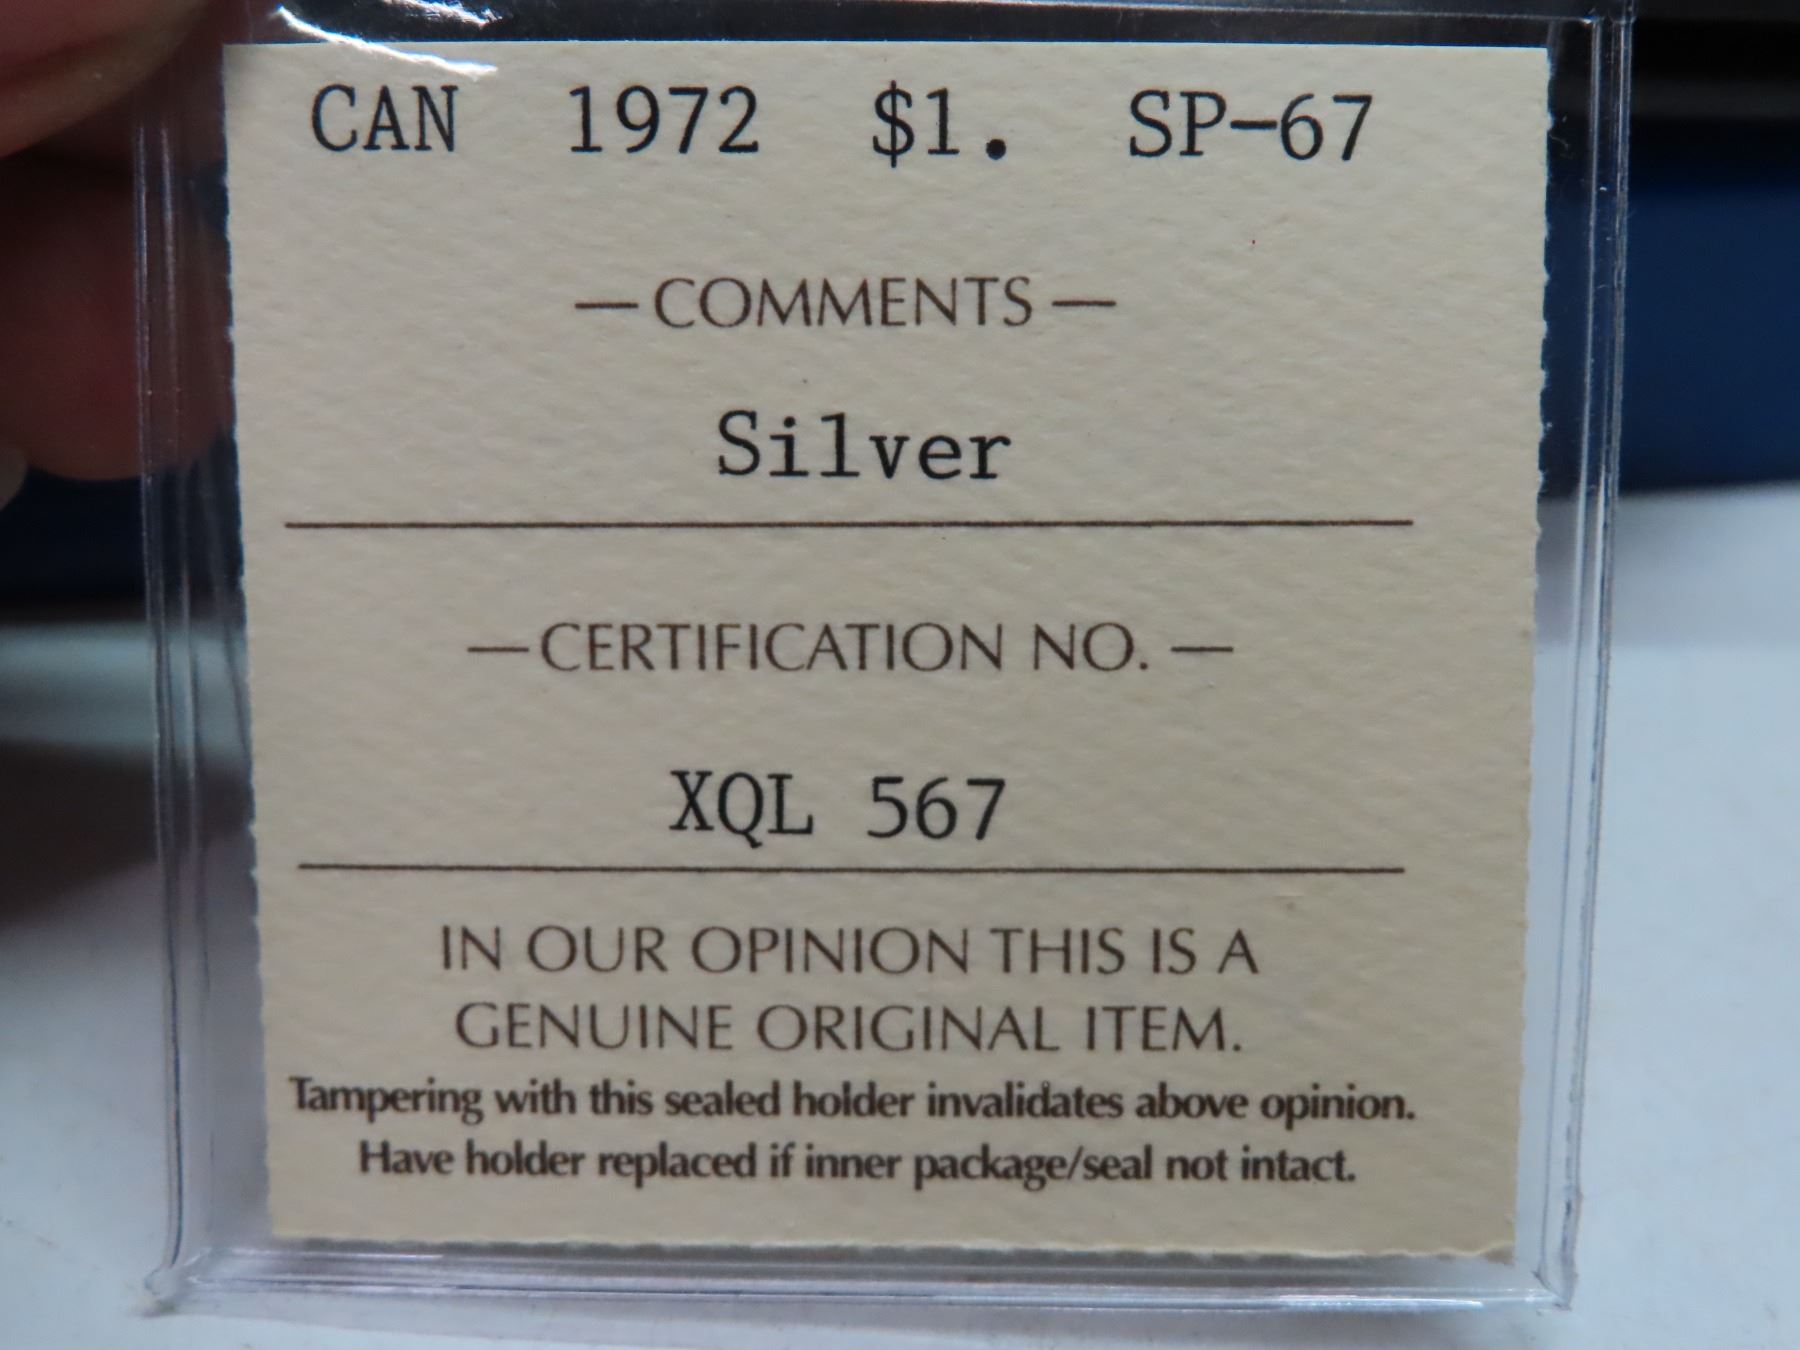 CAN 1972 $1. SP-67
— COMMENTS —
Silver
— CERTIFICATION NO. —
XQL 567
IN OUR OPINION THIS IS A
GENUINE ORIGINAL ITEM.
Tampering with this sealed holder invalidates above opinion.
Have holder replaced if inner package/seal not intact.